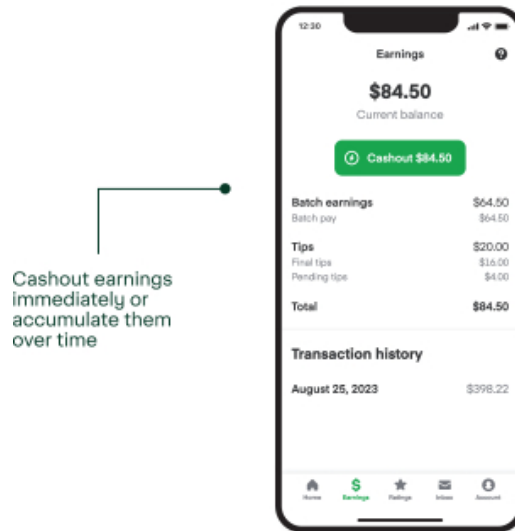 12:30
Earnings
$84.50
Current balance
Cashout $84.50
Batch earnings $64.50
Batch pay $64.50
Tips $20.00
Final tips $16.00
Pending tips $4.00
Total $84.50
Transaction history
August 25, 2023 $398.22
Home Earnings Ratings Inbox Account
Cashout earnings
immediately or
accumulate them
over time